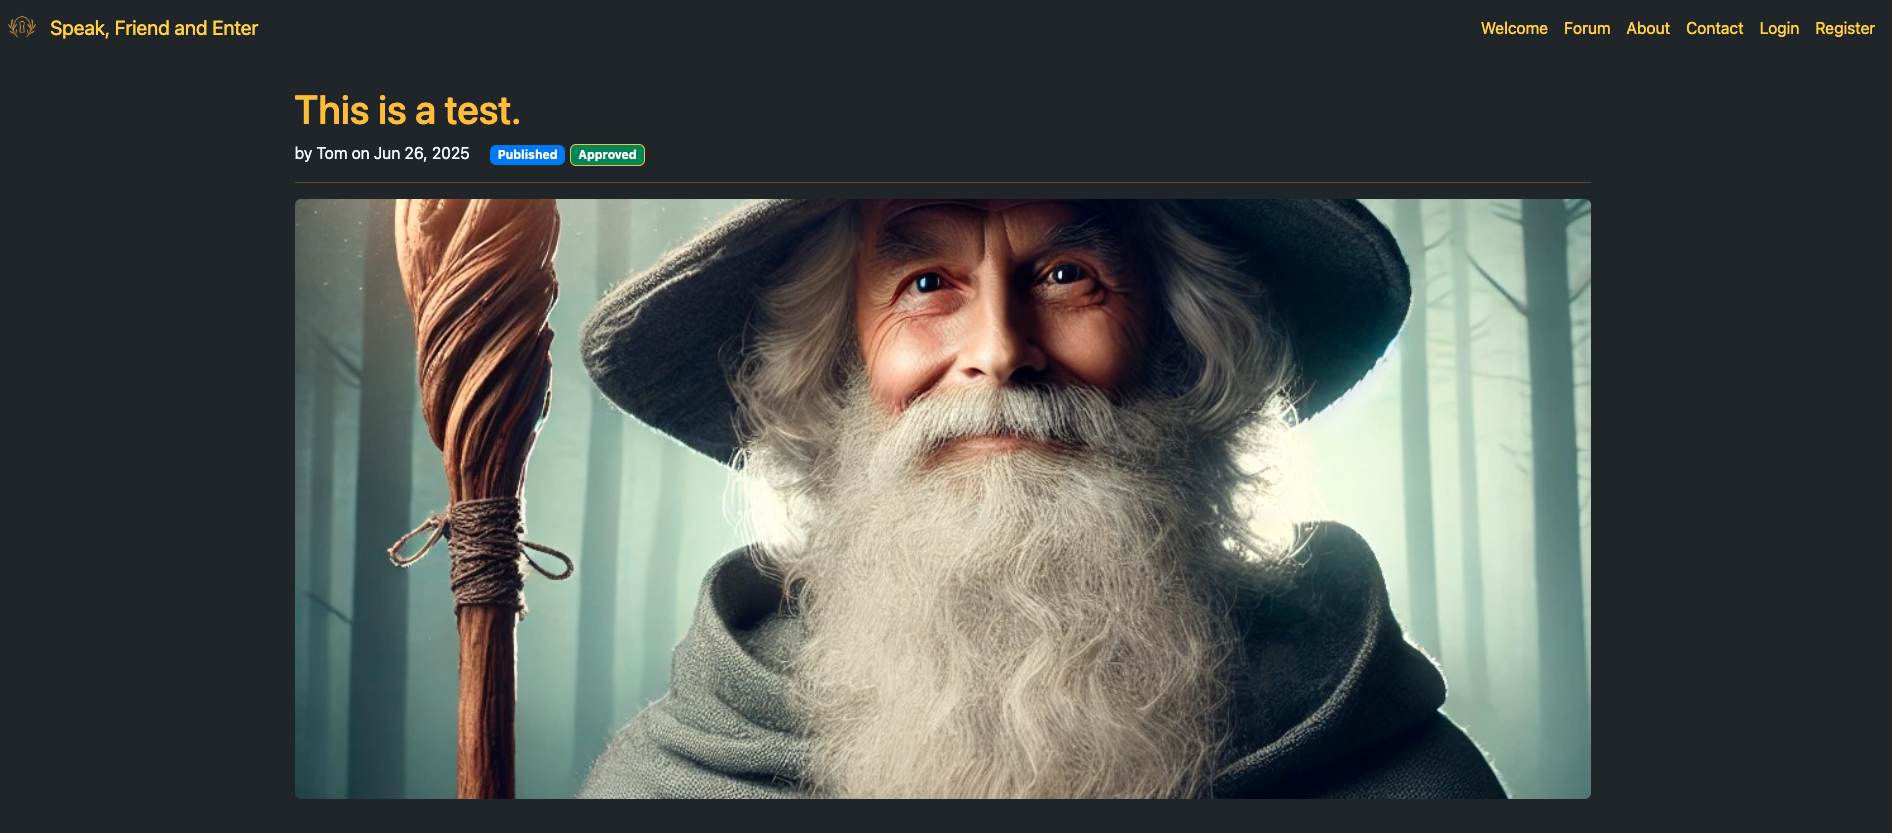 Speak, Friend and Enter
Welcome Forum About Contact Login Register
This is a test.
by Tom on Jun 26, 2025 Published Approved